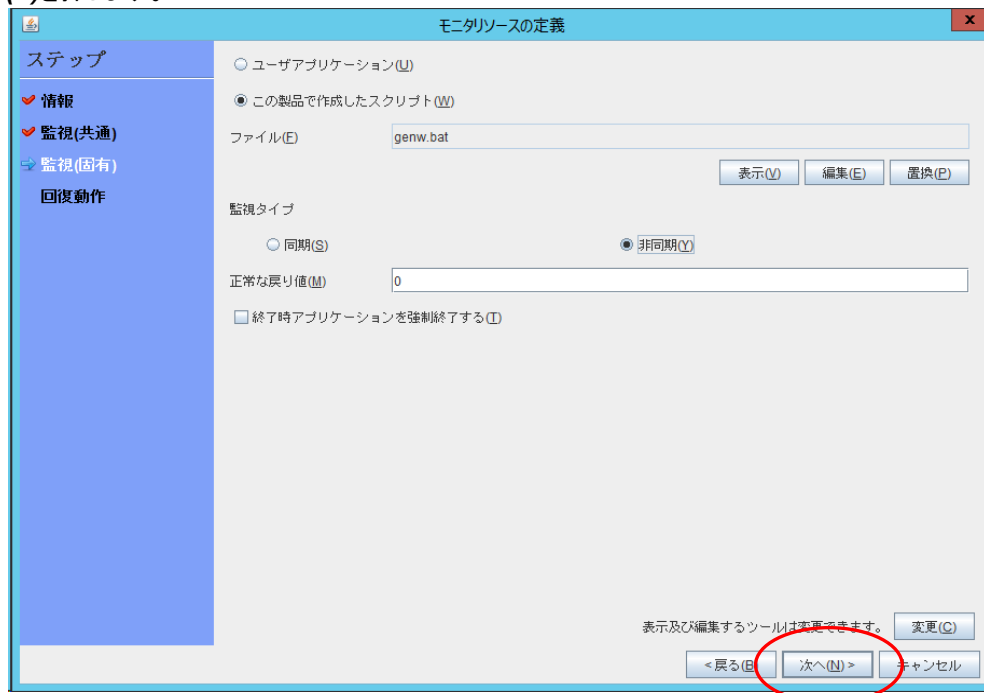 モニタリソースの定義
x
ステップ
情報
監視(共通)
監視(固有)
回復動作
ユーザアプリケーション(U)
この製品で作成したスクリプト(W)
ファイル(F) genw.bat
表示(V) 編集(E) 置換(P)
監視タイプ
同期(S) 非同期(Y)
正常な戻り値(M) 0
終了時アプリケーションを強制終了する(T)
表示及び編集するツールは変更できます。 変更(C)
<戻る(B 次へ(N)> キャンセル